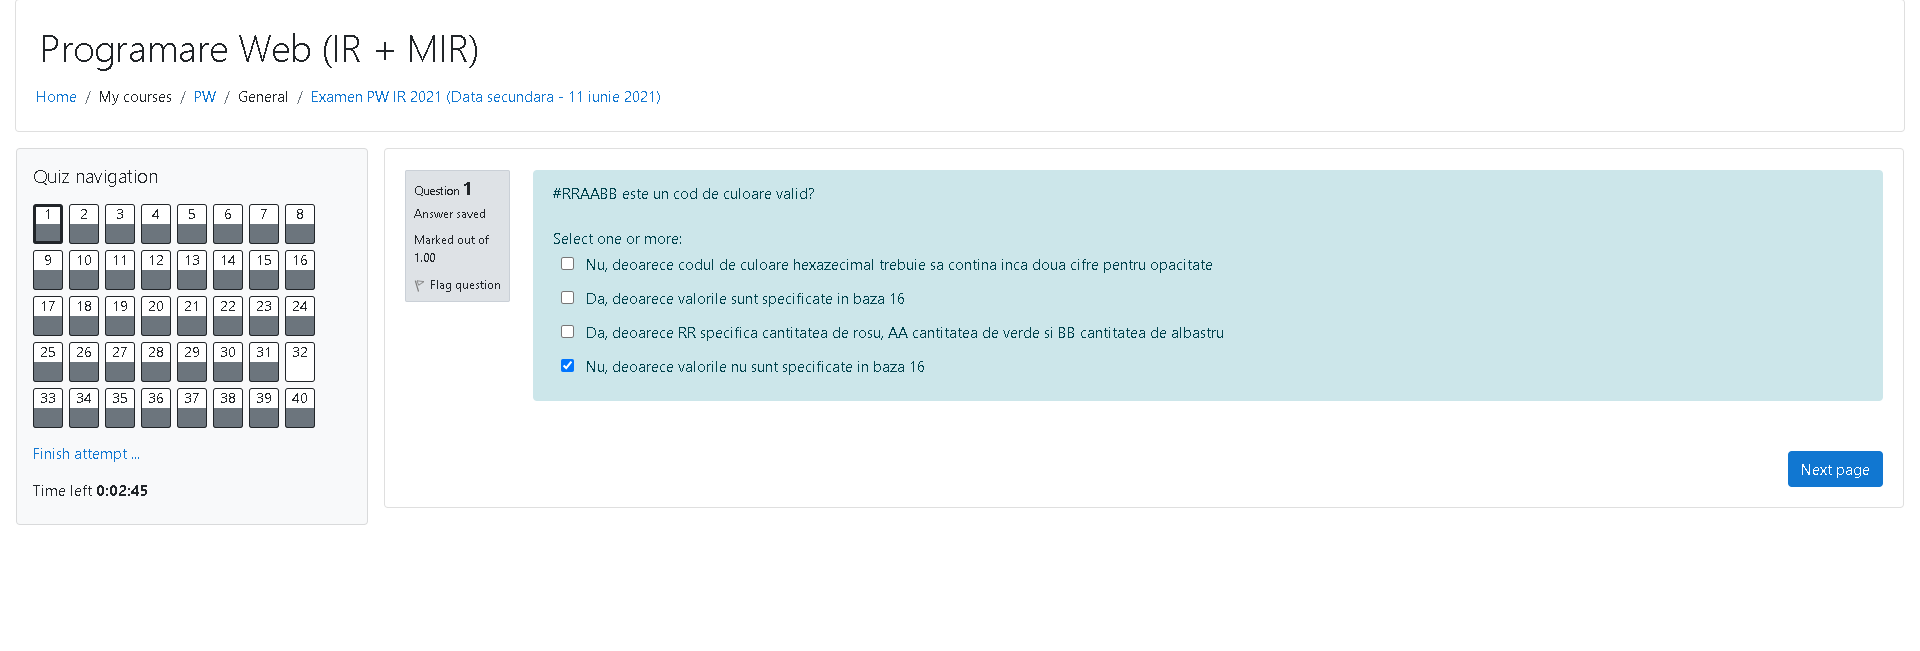 Programare Web (IR + MIR)
Home / My courses / PW / General / Examen PW IR 2021 (Data secundara - 11 iunie 2021)
Quiz navigation
1 2 3 4 5 6 7 8
9 10 11 12 13 14 15 16
17 18 19 20 21 22 23 24
25 26 27 28 29 30 31 32
33 34 35 36 37 38 39 40
Finish attempt ...
Time left 0:02:45
Question 1
Answer saved
Marked out of
1.00
Flag question
#RRAABB este un cod de culoare valid?
Select one or more:
Nu, deoarece codul de culoare hexazecimal trebuie sa contina inca doua cifre pentru opacitate
Da, deoarece valorile sunt specificate in baza 16
Da, deoarece RR specifica cantitatea de rosu, AA cantitatea de verde si BB cantitatea de albastru
Nu, deoarece valorile nu sunt specificate in baza 16
Next page